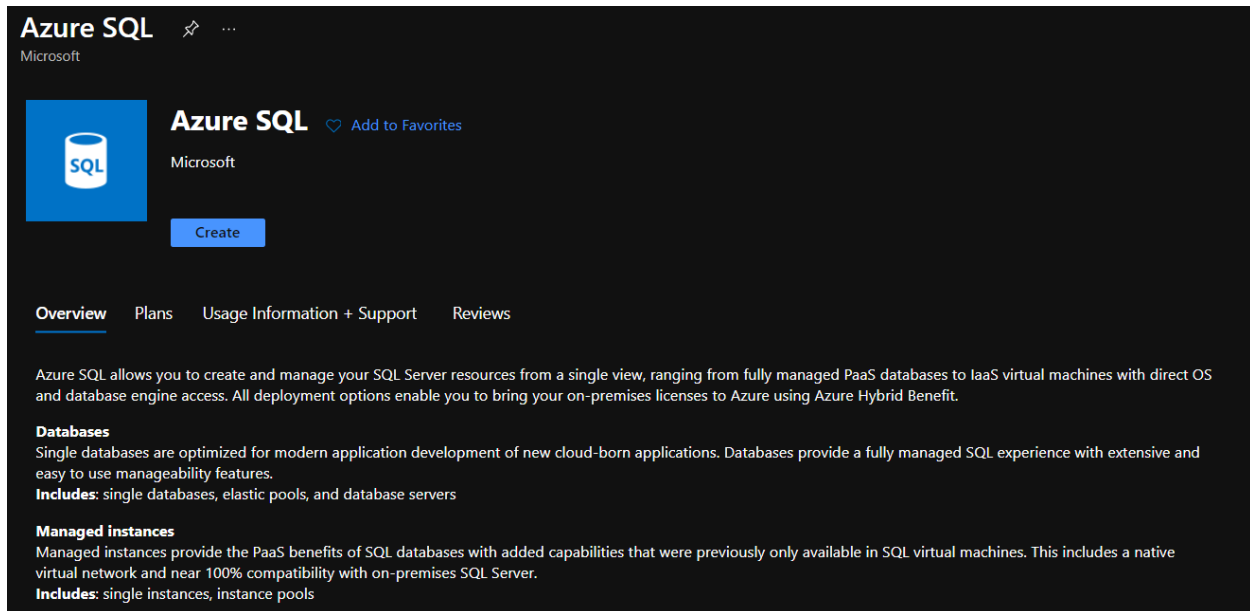 Azure SQL
...
Microsoft
SQL
Azure SQL
Add to Favorites
Microsoft
Create
Overview Plans Usage Information + Support Reviews
Azure SQL allows you to create and manage your SQL Server resources from a single view, ranging from fully managed PaaS databases to IaaS virtual machines with direct OS
and database engine access. All deployment options enable you to bring your on-premises licenses to Azure using Azure Hybrid Benefit.
Databases
Single databases are optimized for modern application development of new cloud-born applications. Databases provide a fully managed SQL experience with extensive and
easy to use manageability features.
Includes: single databases, elastic pools, and database servers
Managed instances
Managed instances provide the PaaS benefits of SQL databases with added capabilities that were previously only available in SQL virtual machines. This includes a native
virtual network and near 100% compatibility with on-premises SQL Server.
Includes: single instances, instance pools